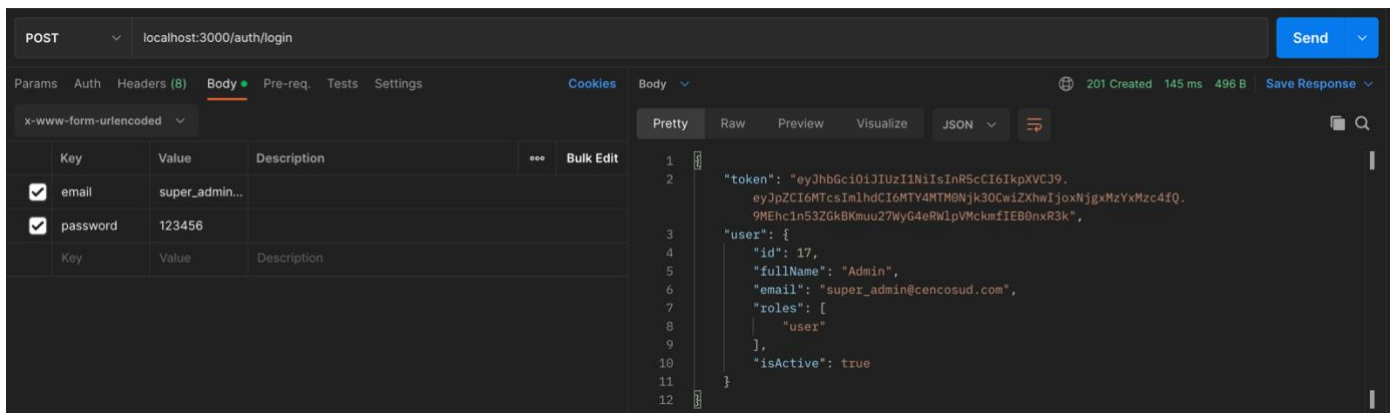 POST localhost:3000/auth/login Send
Params Auth Headers (8) Body Pre-req. Tests Settings Cookies
x-www-form-urlencoded
Key Value Description ooo Bulk Edit
email super_admin...
password 123456
Key Value Description
Body 201 Created 145 ms 496 B Save Response
Pretty Raw Preview Visualize JSON
1 {
2 "token": "eyJhbGciOiJIUzI1NiIsInR5cCI6IkpXVCJ9.
eyJpZCI6MTcsImlhdCI6MTY4MTM0Njk3OCwiZXhwIjoxNjgxMzYxMzc4fQ.
9MEhc1n53ZGkBKmuu27WyG4eRWlpVMckmfIEB0nxR3k",
3 "user": {
4 "id": 17,
5 "fullName": "Admin",
6 "email": "super_admin@cencosud.com",
7 "roles": [
8 "user"
9 ],
10 "isActive": true
11 }
12 }